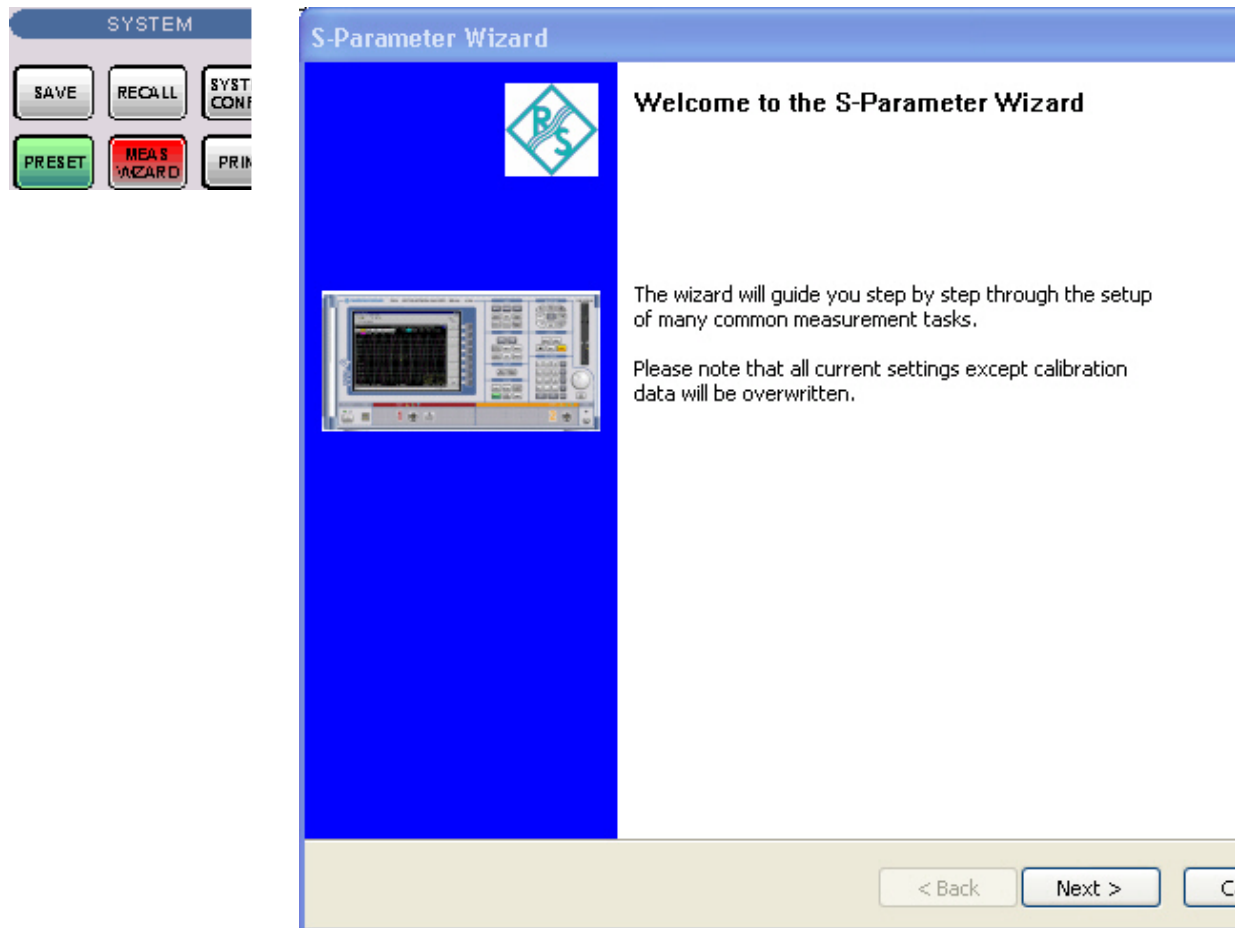 SYSTEM
SAVE
RECALL
SYST
CONF
PRESET
MEAS
WIZARD
PRIN
S-Parameter Wizard
R
S
Welcome to the S-Parameter Wizard
The wizard will guide you step by step through the setup
of many common measurement tasks.
Please note that all current settings except calibration
data will be overwritten.
< Back
Next >
C